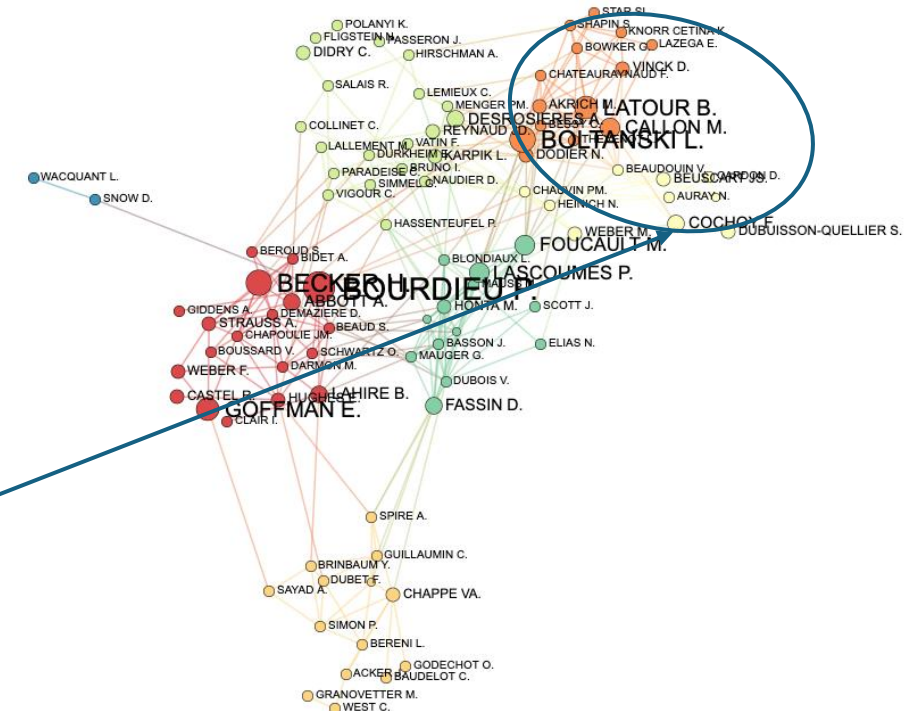 STAR SL.
SHAPIN S.
KNORR CETINA K.
POLANYI K.
FLIGSTEIN N.
PASSERON J.
BOWKER G.
LAZEGA E.
DIDRY C.
HIRSCHMAN A.
VINCK D.
CHATEAURAYNAUD F.
SALAIS R.
LEMIEUX C.
MENGER PM.
AKRICH M.
LATOUR B.
DESROSIERES A.
COLLINET C.
BESSY C.
CALLON M.
REYNAUD JD.
BOLTANSKI L.
LALLEMENT M.
VATIN F.
DURKHEIM E.
KARPIK L.
DODIER N.
BRUNO I.
PARADEISE C.
BEAUDOUIN V.
WACQUANT L.
SIMMEL G.
NAUDIER D.
BEUSCART JS.
CARDON D.
SNOW D.
VIGOUR C.
CHAUVIN PM.
AURAY N.
HEINICH N.
HASSENTEUFEL P.
COCHOY F.
WEBER M.
DUBUISSON-QUELLIER S.
FOUCAULT M.
BEROUD S.
BIDET A.
BLONDIAUX L.
LASCOUMES P.
BECKER H.
MAUSS M.
BOURDIEU P.
ABBOTT A.
HONTA M.
SCOTT J.
GIDDENS A.
DEMAZIERE D.
STRAUSS A.
BEAUD S.
CHAPOULIE JM.
BASSON J.
ELIAS N.
BOUSSARD V.
SCHWARTZ O.
MAUGER G.
DARMON M.
WEBER F.
DUBOIS V.
LAHIRE B.
CASTEL R.
HUGHES E.
FASSIN D.
GOFFMAN E.
CLAIR I.
SPIRE A.
GUILLAUMIN C.
BRINBAUM Y.
DUBET F.
SAYAD A.
CHAPPE VA.
SIMON P.
BERENI L.
GODECHOT O.
ACKER J.
BAUDELOT C.
GRANOVETTER M.
WEST C.